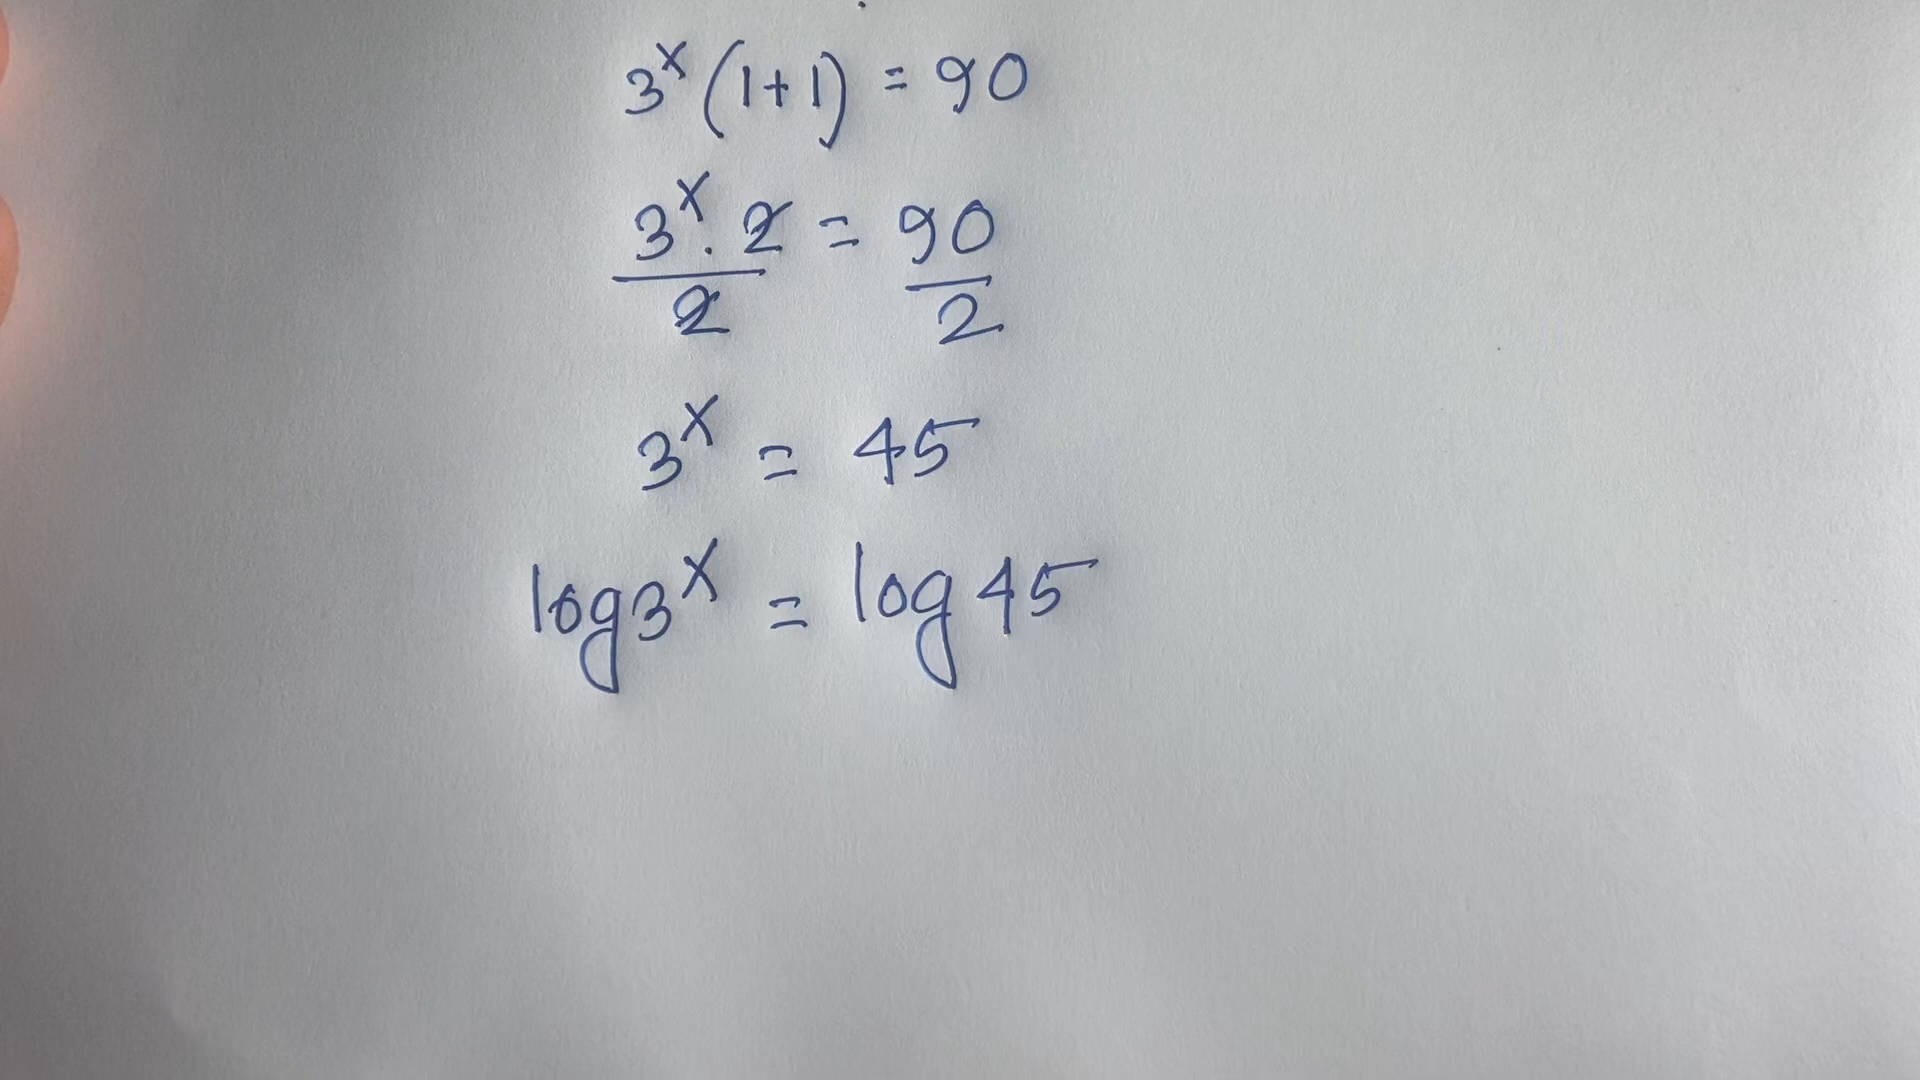 3^x (1+1) = 90
3^x . 2 / 2 = 90 / 2
3^x = 45
log 3^x = log 45